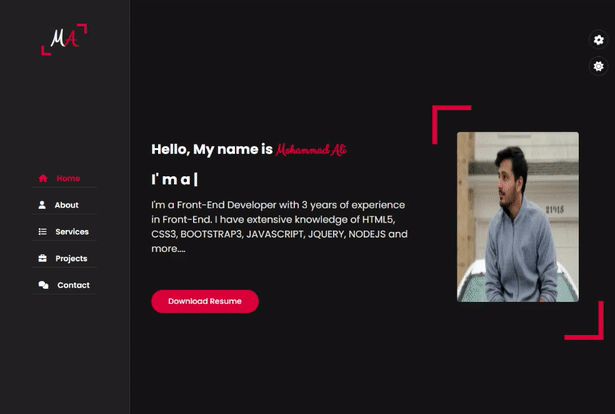 MA
Home
About
Services
Projects
Contact
Hello, My name is Mohammad Ali
I' m a |
I'm a Front-End Developer with 3 years of experience
in Front-End. I have extensive knowledge of HTML5,
CSS3, BOOTSTRAP3, JAVASCRIPT, JQUERY, NODEJS and
more....
Download Resume
21915